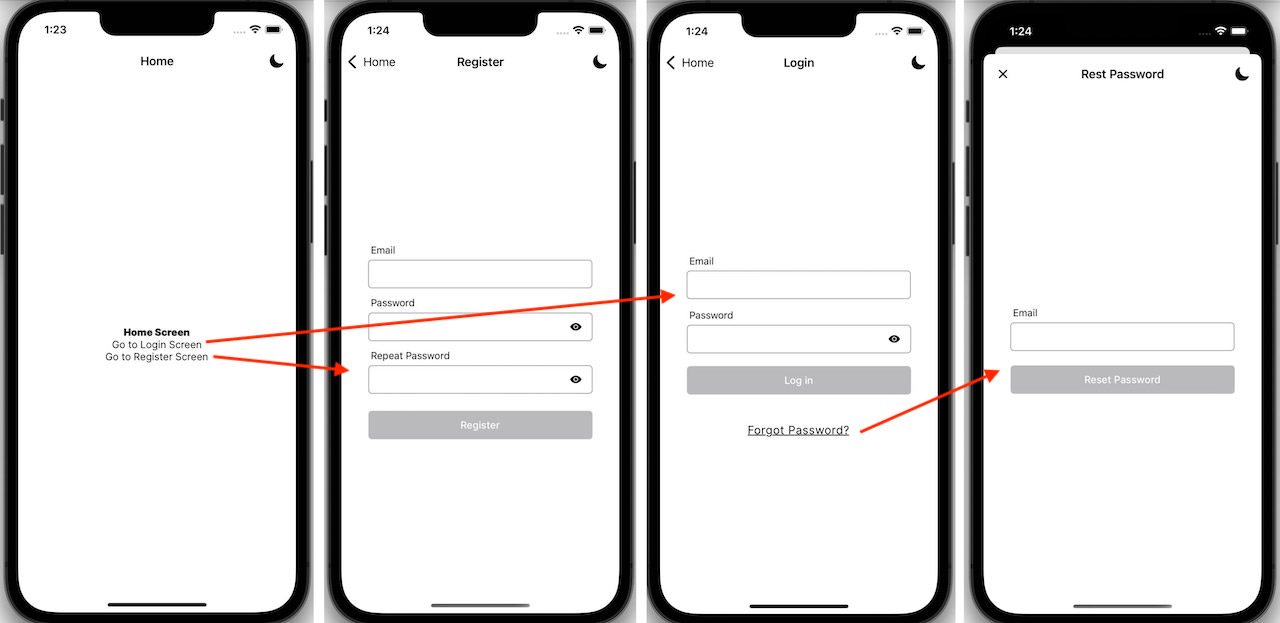 1:23
Home
Home Screen
Go to Login Screen
Go to Register Screen
1:24
Home
Register
Email
Password
Repeat Password
Register
1:24
Home
Login
Email
Password
Log in
Forgot Password?
1:24
Rest Password
Email
Reset Password